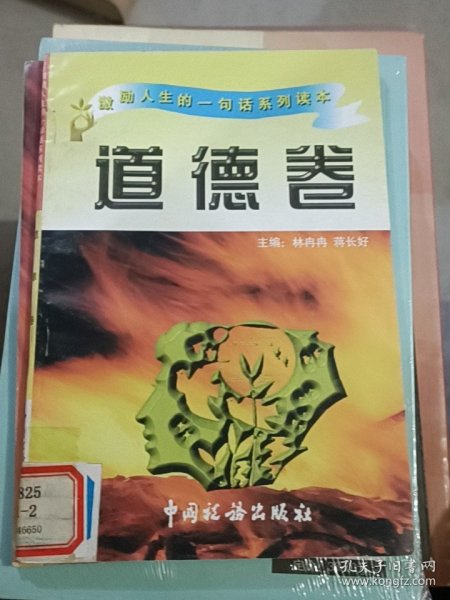 激励人生的一句话系列读本
道德卷
主编：林冉冉 蒋长好
825
-2
46650
中国税务出版社
孔夫子旧书网
www.kongfz.com